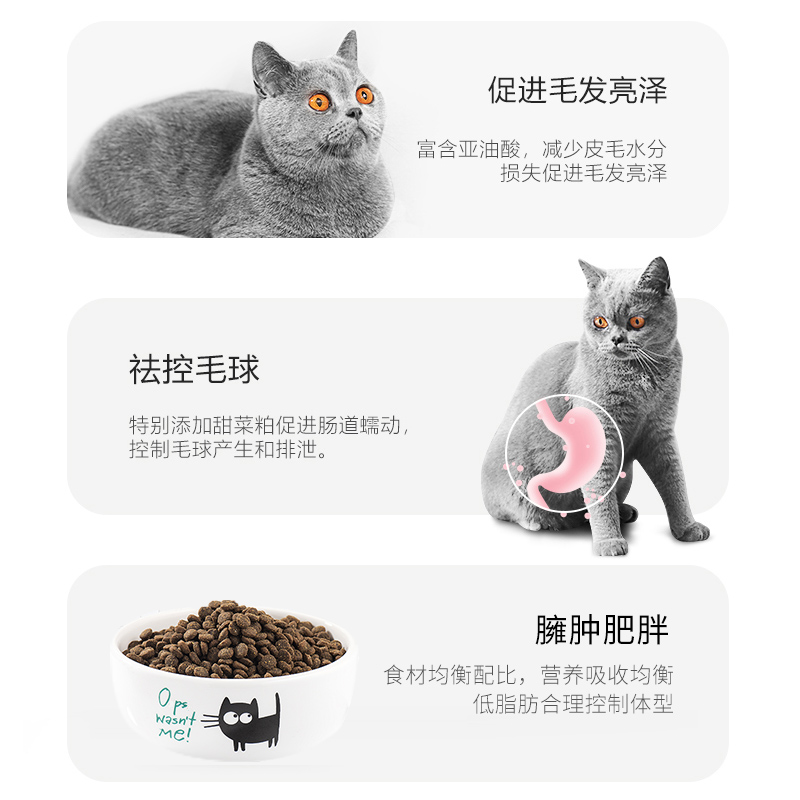 促进毛发亮泽
富含亚油酸，减少皮毛水分
损失促进毛发亮泽
祛控毛球
特别添加甜菜粕促进肠道蠕动，
控制毛球产生和排泄。
臃肿肥胖
食材均衡配比，营养吸收均衡
低脂肪合理控制体型
Ops
wasn't
me!